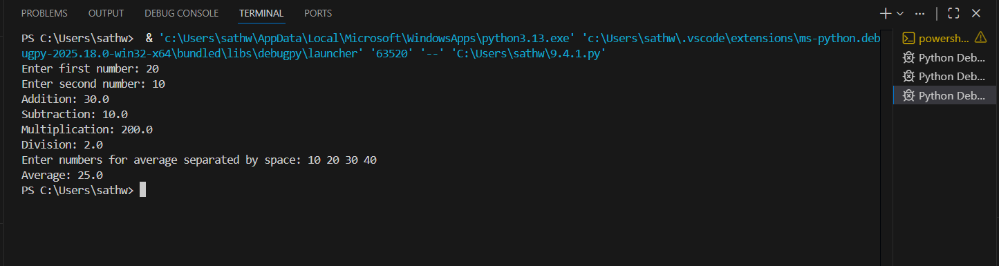 PROBLEMS OUTPUT DEBUG CONSOLE TERMINAL PORTS
PS C:\Users\sathw>  & 'c:\Users\sathw\AppData\Local\Microsoft\WindowsApps\python3.13.exe' 'c:\Users\sathw\.vscode\extensions\ms-python.deb
ugpy-2025.18.0-win32-x64\bundled\libs\debugpy\launcher' '63520' '--' 'C:\Users\sathw\9.4.1.py'
Enter first number: 20
Enter second number: 10
Addition: 30.0
Subtraction: 10.0
Multiplication: 200.0
Division: 2.0
Enter numbers for average separated by space: 10 20 30 40
Average: 25.0
PS C:\Users\sathw>
powersh...
Python Deb...
Python Deb...
Python Deb...